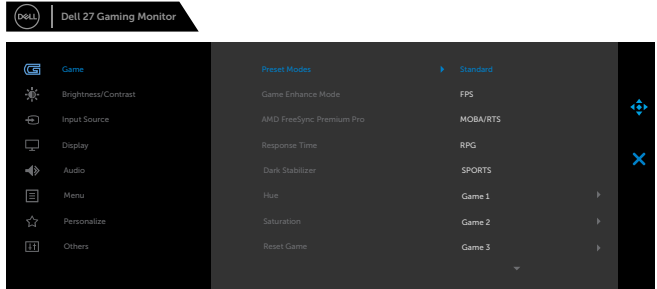 DELL
Dell 27 Gaming Monitor
Game
Preset Modes
Standard
Brightness/Contrast
Game Enhance Mode
FPS
Input Source
AMD FreeSync Premium Pro
MOBA/RTS
Display
Response Time
RPG
Audio
Dark Stabilizer
SPORTS
Menu
Hue
Game 1
Personalize
Saturation
Game 2
Others
Reset Game
Game 3